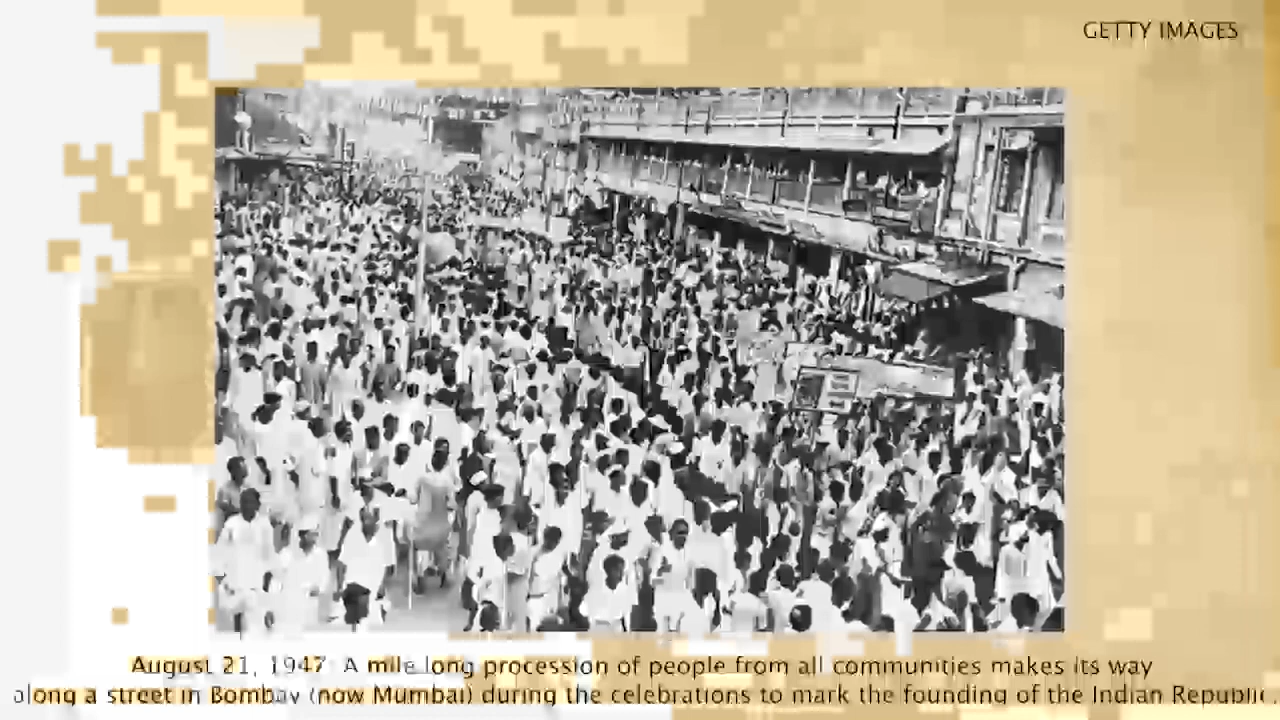 GETTY IMAGES
August 21, 1947: A mile long procession of people from all communities makes its way
along a street in Bombay (now Mumbai) during the celebrations to mark the founding of the Indian Republic.